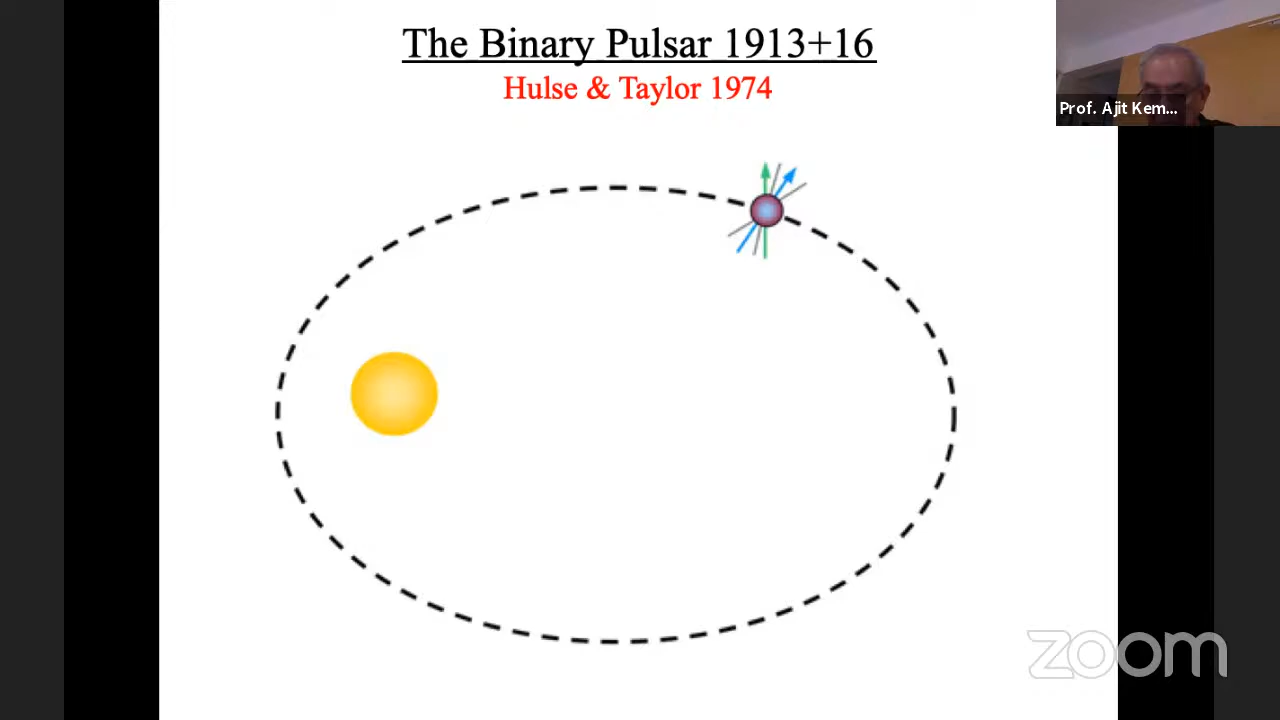 The Binary Pulsar 1913+16
Hulse & Taylor 1974
Prof. Ajit Kem...
zoom